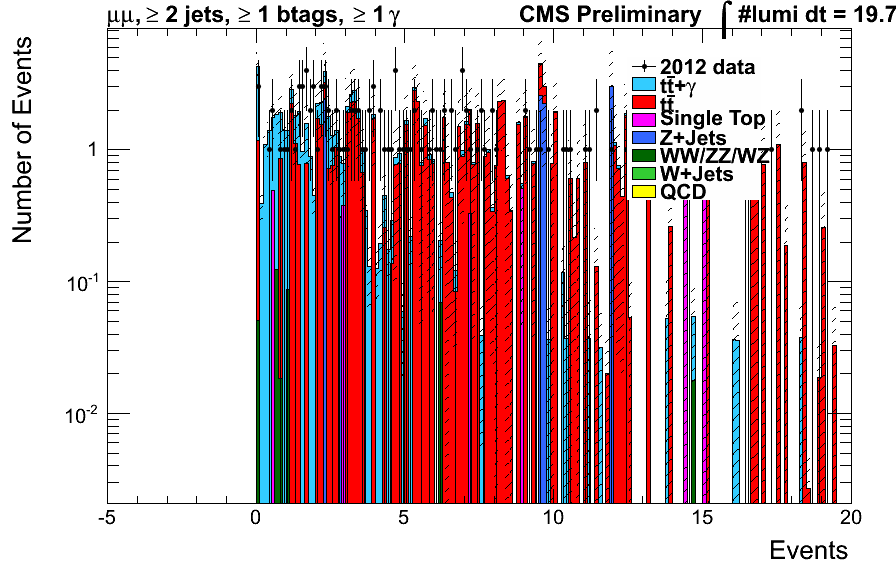 μμ, ≥ 2 jets, ≥ 1 btags, ≥ 1 γ CMS Preliminary ∫ #lumi dt = 19.7
Number of Events
2012 data
tt̄+γ
tt̄
Single Top
Z+Jets
WW/ZZ/WZ
W+Jets
QCD
1
10⁻¹
10⁻²
-5 0 5 10 15 20
Events